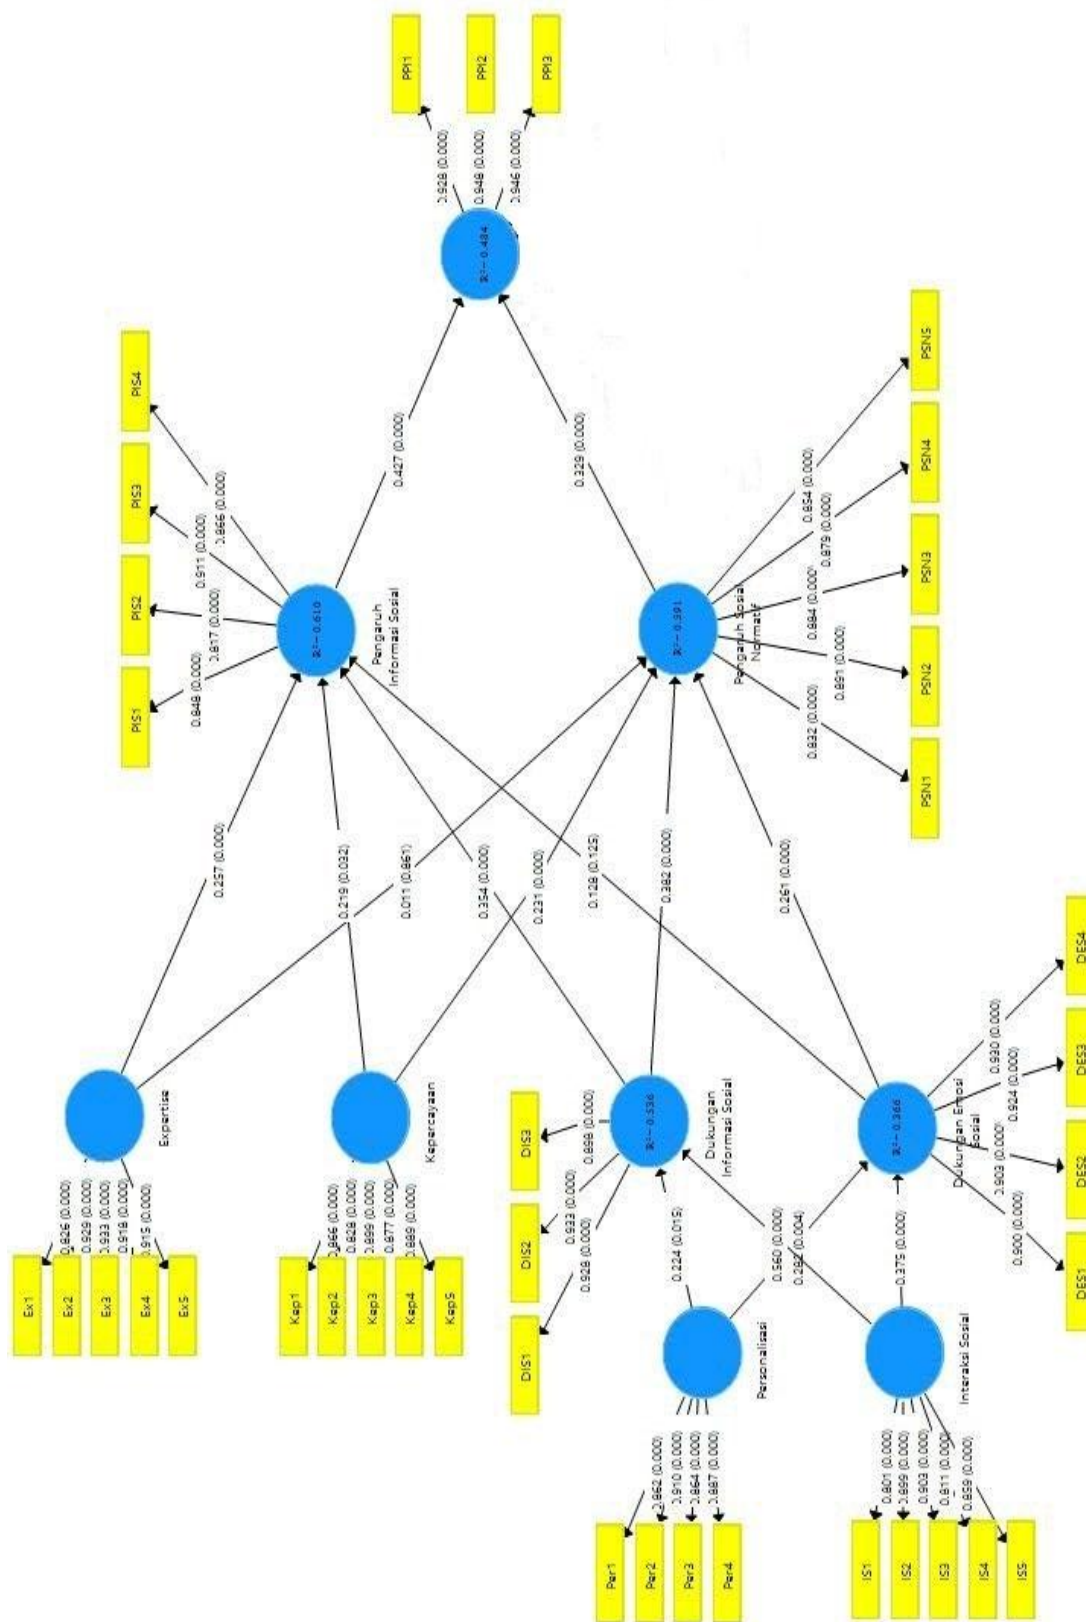 PPI1
PPI2
PPI3
0.928 (0.000)
0.948 (0.000)
0.946 (0.000)
R²= 0.484
PIS1
PIS2
PIS3
PIS4
0.848 (0.000)
0.817 (0.000)
0.911 (0.000)
0.866 (0.000)
R²= 0.610
Pengaruh
Informasi Sosial
0.427 (0.000)
0.329 (0.000)
R²= 0.591
Pengaruh Sosial
Normatif
PSN1
PSN2
PSN3
PSN4
PSN5
0.832 (0.000)
0.891 (0.000)
0.884 (0.000)
0.879 (0.000)
0.854 (0.000)
0.257 (0.000)
0.219 (0.032)
0.011 (0.861)
0.354 (0.000)
0.231 (0.000)
0.382 (0.000)
0.128 (0.125)
0.261 (0.000)
Expertise
Ex1
Ex2
Ex3
Ex4
Ex5
0.826 (0.000)
0.929 (0.000)
0.933 (0.000)
0.918 (0.000)
0.915 (0.000)
Kepercayaan
Kep1
Kep2
Kep3
Kep4
Kep5
0.866 (0.000)
0.828 (0.000)
0.899 (0.000)
0.877 (0.000)
0.889 (0.000)
DIS1
DIS2
DIS3
0.928 (0.000)
0.933 (0.000)
0.898 (0.000)
R²= 0.536
Dukungan
Informasi Sosial
R²= 0.366
Dukungan Emosi
Sosial
DES1
DES2
DES3
DES4
0.900 (0.000)
0.903 (0.000)
0.924 (0.000)
0.930 (0.000)
0.224 (0.015)
0.560 (0.000)
(0.004)
0.375 (0.000)
Personalisasi
Per1
Per2
Per3
Per4
0.862 (0.000)
0.910 (0.000)
0.864 (0.000)
0.887 (0.000)
Interaksi Sosial
IS1
IS2
IS3
IS4
IS5
0.801 (0.000)
0.899 (0.000)
0.903 (0.000)
0.811 (0.000)
0.859 (0.000)